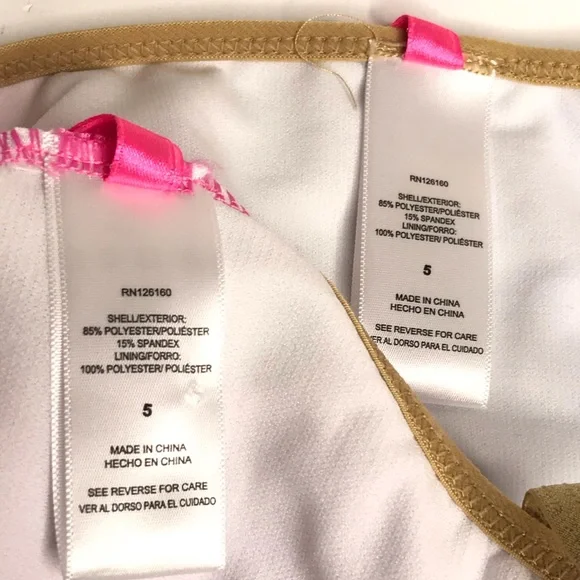 RN126160
SHELL/EXTERIOR:
85% POLYESTER/POLIÉSTER
15% SPANDEX
LINING/FORRO:
100% POLYESTER/ POLIÉSTER
5
MADE IN CHINA
HECHO EN CHINA
SEE REVERSE FOR CARE
VER AL DORSO PARA EL CUIDADO
RN126160
SHELL/EXTERIOR:
85% POLYESTER/POLIÉSTER
15% SPANDEX
LINING/FORRO:
100% POLYESTER/ POLIÉSTER
5
MADE IN CHINA
HECHO EN CHINA
SEE REVERSE FOR CARE
ER AL DORSO PARA EL CUIDADO